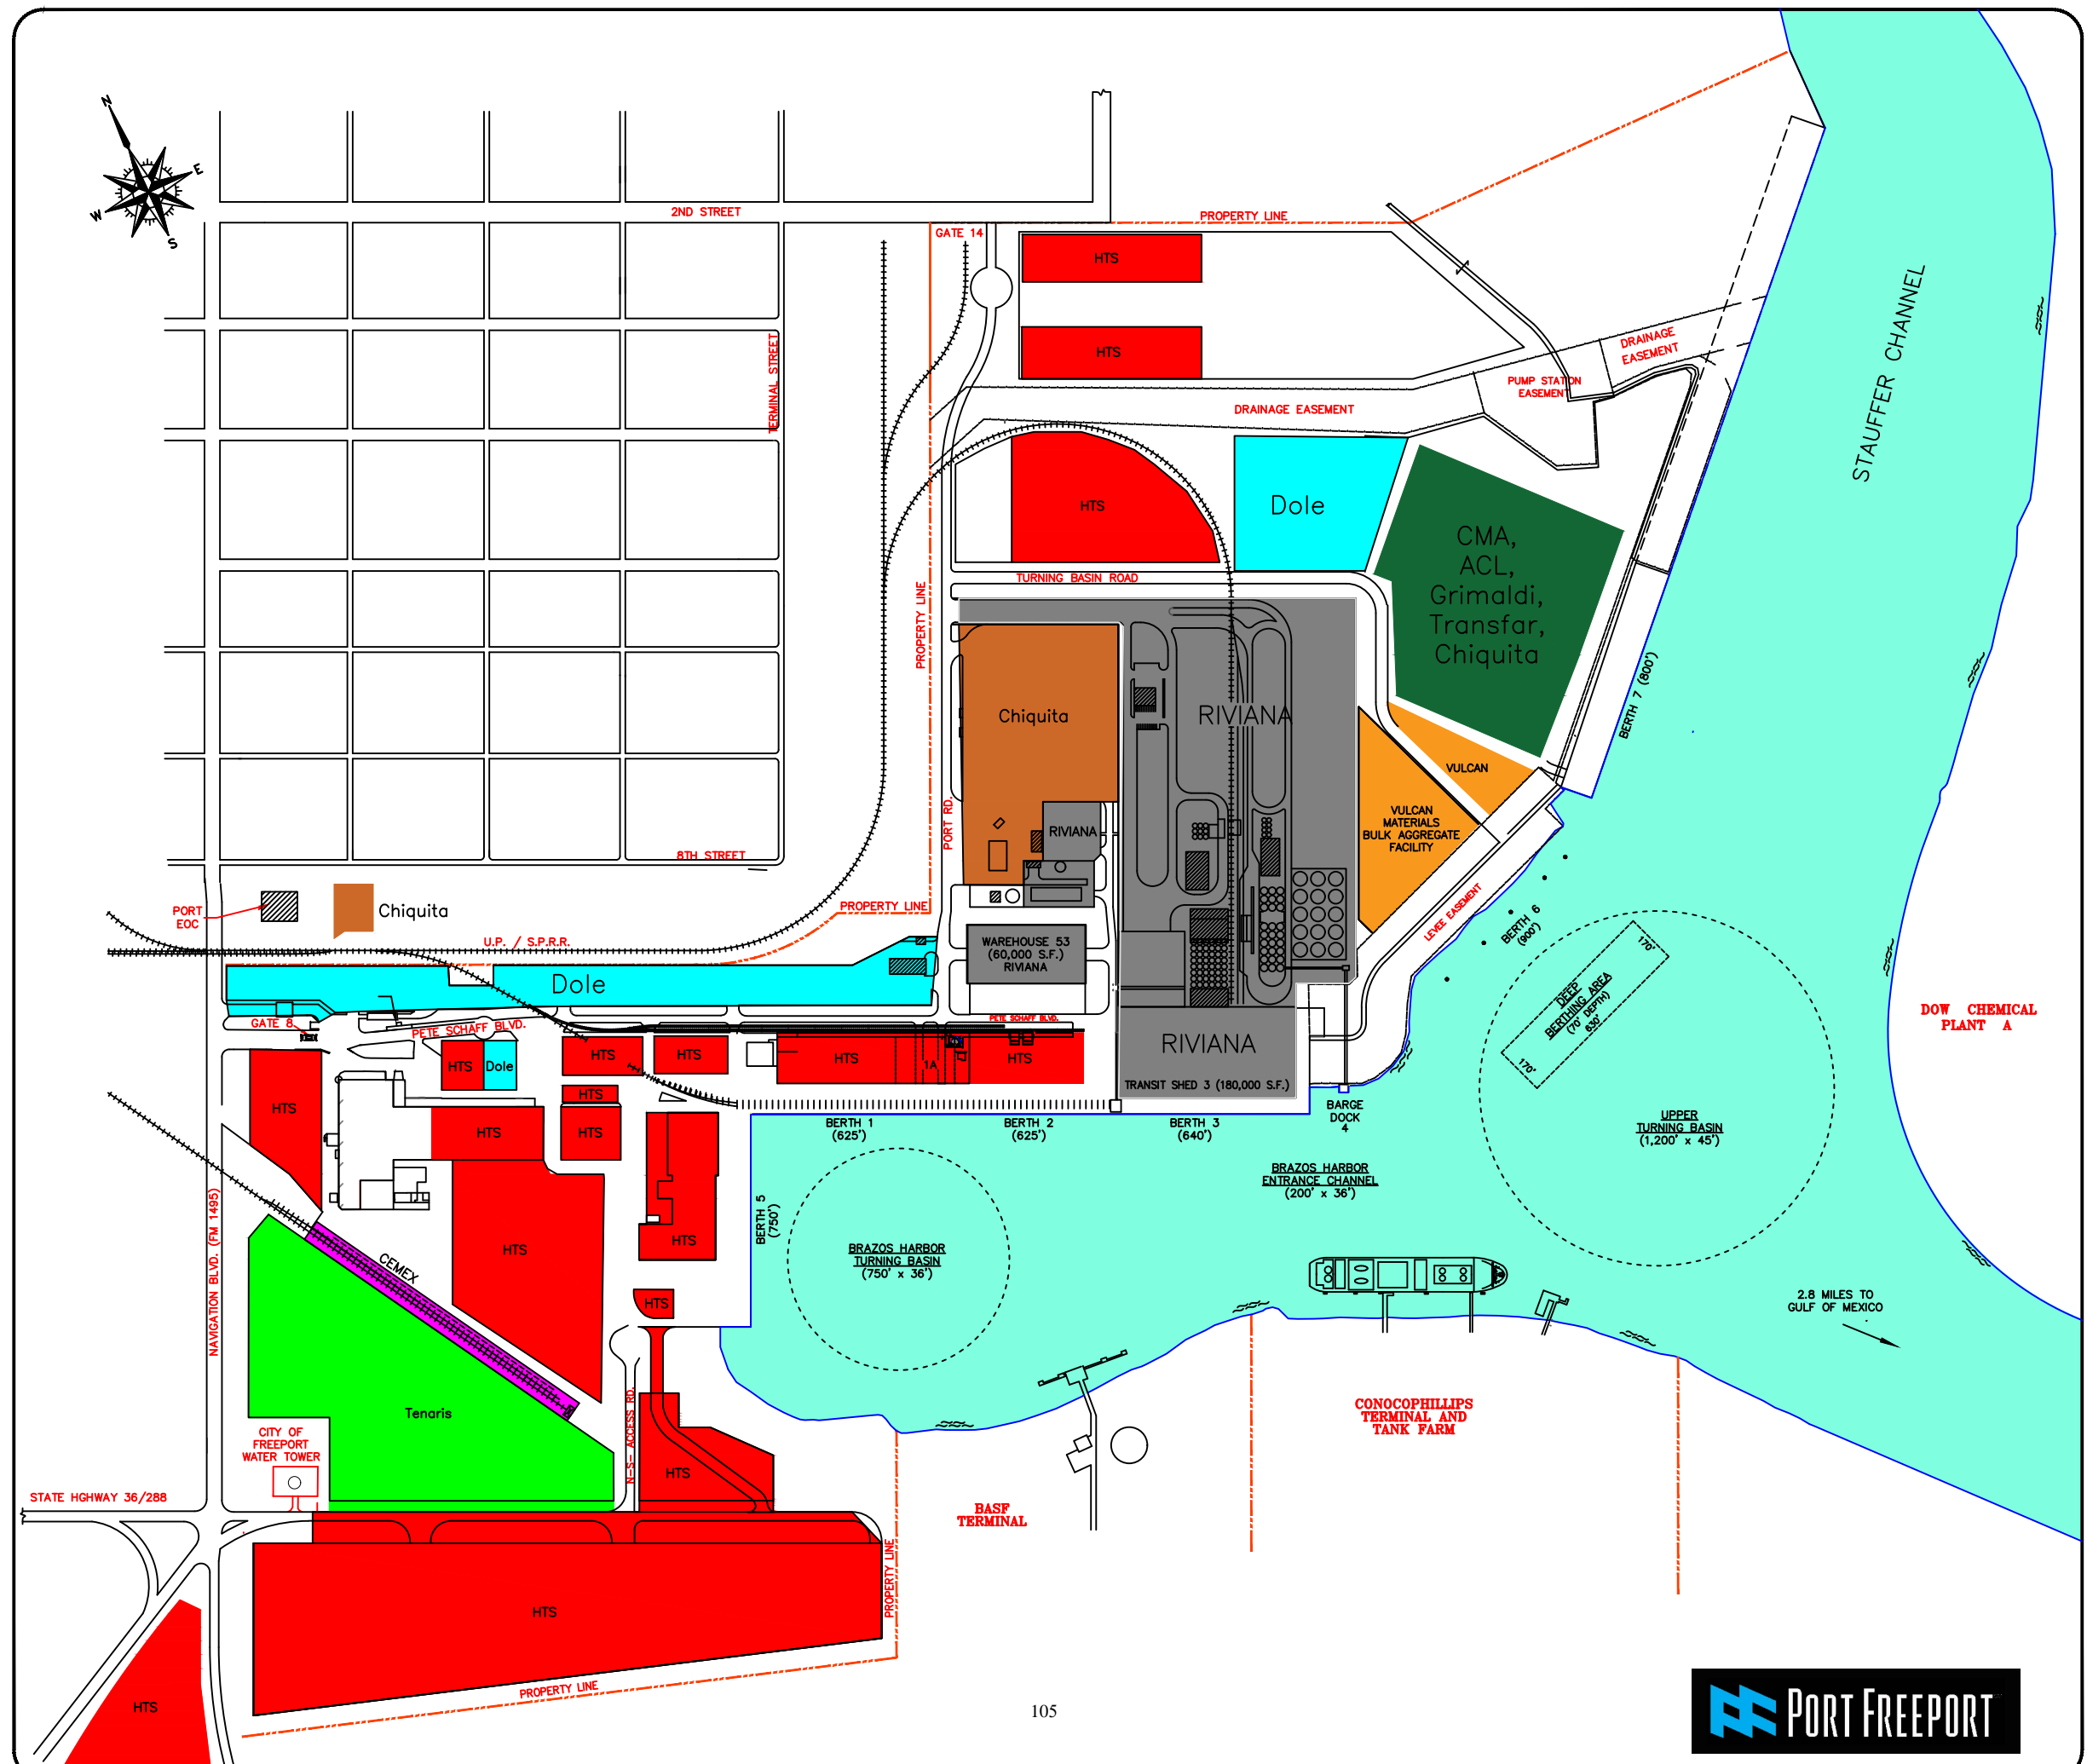 N
E
W
S
2ND STREET
PROPERTY LINE
GATE 14
HTS
HTS
STAUFFER CHANNEL
DRAINAGE
EASEMENT
PUMP STATION
EASEMENT
DRAINAGE EASEMENT
TERMINAL STREET
HTS
Dole
CMA,
ACL,
Grimaldi,
Transfar,
Chiquita
TURNING BASIN ROAD
PROPERTY LINE
BERTH 7 (800')
Chiquita
RIVIANA
VULCAN
VULCAN
MATERIALS
BULK AGGREGATE
FACILITY
PORT RD.
RIVIANA
8TH STREET
PORT
EOC
Chiquita
PROPERTY LINE
LEVEE EASEMENT
BERTH 6
(900')
U.P. / S.P.R.R.
WAREHOUSE 53
(60,000 S.F.)
RIVIANA
Dole
170'
DEEP
BERTHING AREA
(70' DEPTH)
630'
170'
DOW CHEMICAL
PLANT A
GATE 8
PETE SCHAFF BLVD.
PETE SCHAFF BLVD.
HTS
Dole
HTS
HTS
HTS
1A
HTS
RIVIANA
TRANSIT SHED 3 (180,000 S.F.)
HTS
HTS
HTS
HTS
BERTH 1
(625')
BERTH 2
(625')
BERTH 3
(640')
BARGE
DOCK
4
UPPER
TURNING BASIN
(1,200' x 45')
BRAZOS HARBOR
ENTRANCE CHANNEL
(200' x 36')
BERTH 5
(750')
HTS
HTS
BRAZOS HARBOR
TURNING BASIN
(750' x 36')
NAVIGATION BLVD. (FM 1495)
CEMEX
HTS
2.8 MILES TO
GULF OF MEXICO
Tenaris
N-S- ACCESS RD.
CONOCOPHILLIPS
TERMINAL AND
TANK FARM
CITY OF
FREEPORT
WATER TOWER
HTS
STATE HGHWAY 36/288
BASF
TERMINAL
PROPERTY LINE
HTS
PROPERTY LINE
HTS
105
PORT FREEPORT